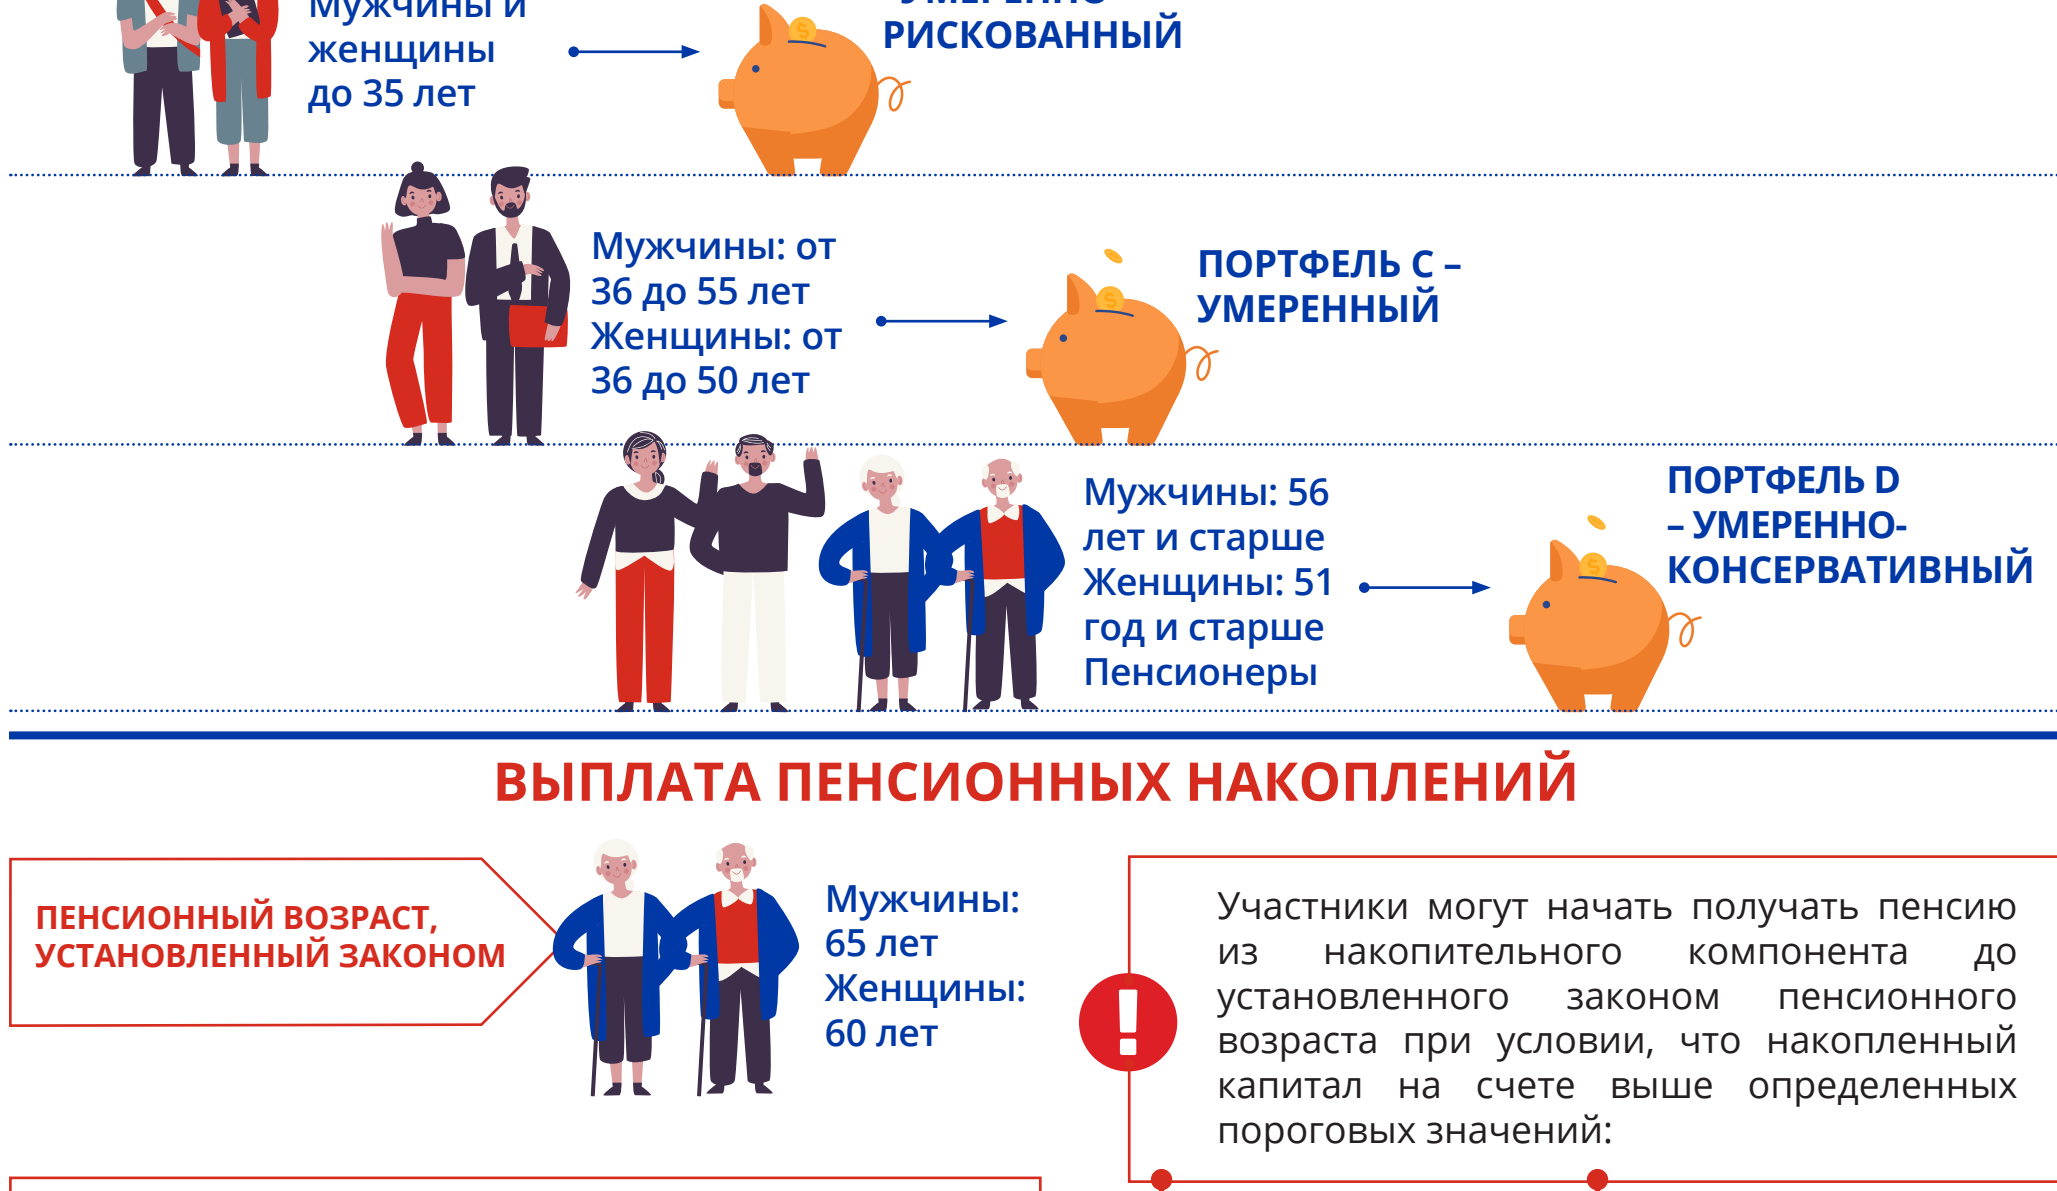 Мужчины и
женщины
до 35 лет
УМЕРЕННО-
РИСКОВАННЫЙ
Мужчины: от
36 до 55 лет
Женщины: от
36 до 50 лет
ПОРТФЕЛЬ C –
УМЕРЕННЫЙ
Мужчины: 56
лет и старше
Женщины: 51
год и старше
Пенсионеры
ПОРТФЕЛЬ D
– УМЕРЕННО-
КОНСЕРВАТИВНЫЙ
ВЫПЛАТА ПЕНСИОННЫХ НАКОПЛЕНИЙ
ПЕНСИОННЫЙ ВОЗРАСТ,
УСТАНОВЛЕННЫЙ ЗАКОНОМ
Мужчины:
65 лет
Женщины:
60 лет
Участники могут начать получать пенсию
из накопительного компонента до
установленного законом пенсионного
возраста при условии, что накопленный
капитал на счете выше определенных
пороговых значений: